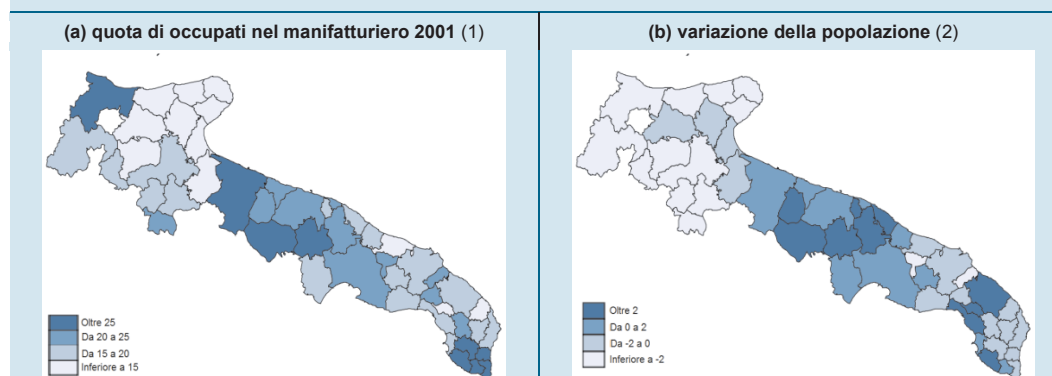 (a) quota di occupati nel manifatturiero 2001 (1)
(b) variazione della popolazione (2)
Oltre 25
Da 20 a 25
Da 15 a 20
Inferiore a 15
Oltre 2
Da 0 a 2
Da -2 a 0
Inferiore a -2